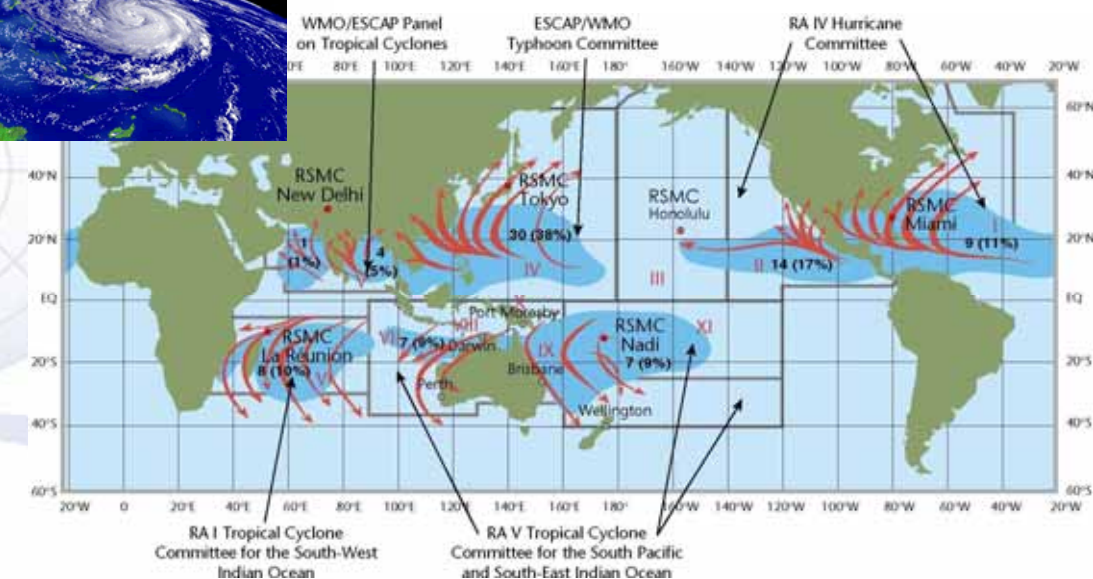 WMO/ESCAP Panel
on Tropical Cyclones
ESCAP/WMO
Typhoon Committee
RA IV Hurricane
Committee
80°E 100°E 120°E 140°E 160°E 180° 160°W 140°W 120°W 100°W 80°W 60°W 40°W 20°W
60°N
40°N
40°N
20°N
20°N
EQ
EQ
20°S
20°S
40°S
40°S
60°S
60°S
RSMC
New Delhi
RSMC
Tokyo
RSMC
Honolulu
RSMC
Miami
1
(1%)
4
(5%)
30 (38%)
IV
III
II 14 (17%)
I
9 (11%)
X
Port Moresby
RSMC
La Réunion
8 (10%)
7 (9%)
Darwin
Perth
IX
Brisbane
RSMC
Nadi
7 (9%)
XI
Wellington
20°W 0 20°E 40°E 60°E 80°E 100°E 120°E 140°E 180° 160°W 140°W 120°W 100°W 80°W 60°W 40°W 20°W
RA I Tropical Cyclone
Committee for the South-West
Indian Ocean
RA V Tropical Cyclone
Committee for the South Pacific
and South-East Indian Ocean